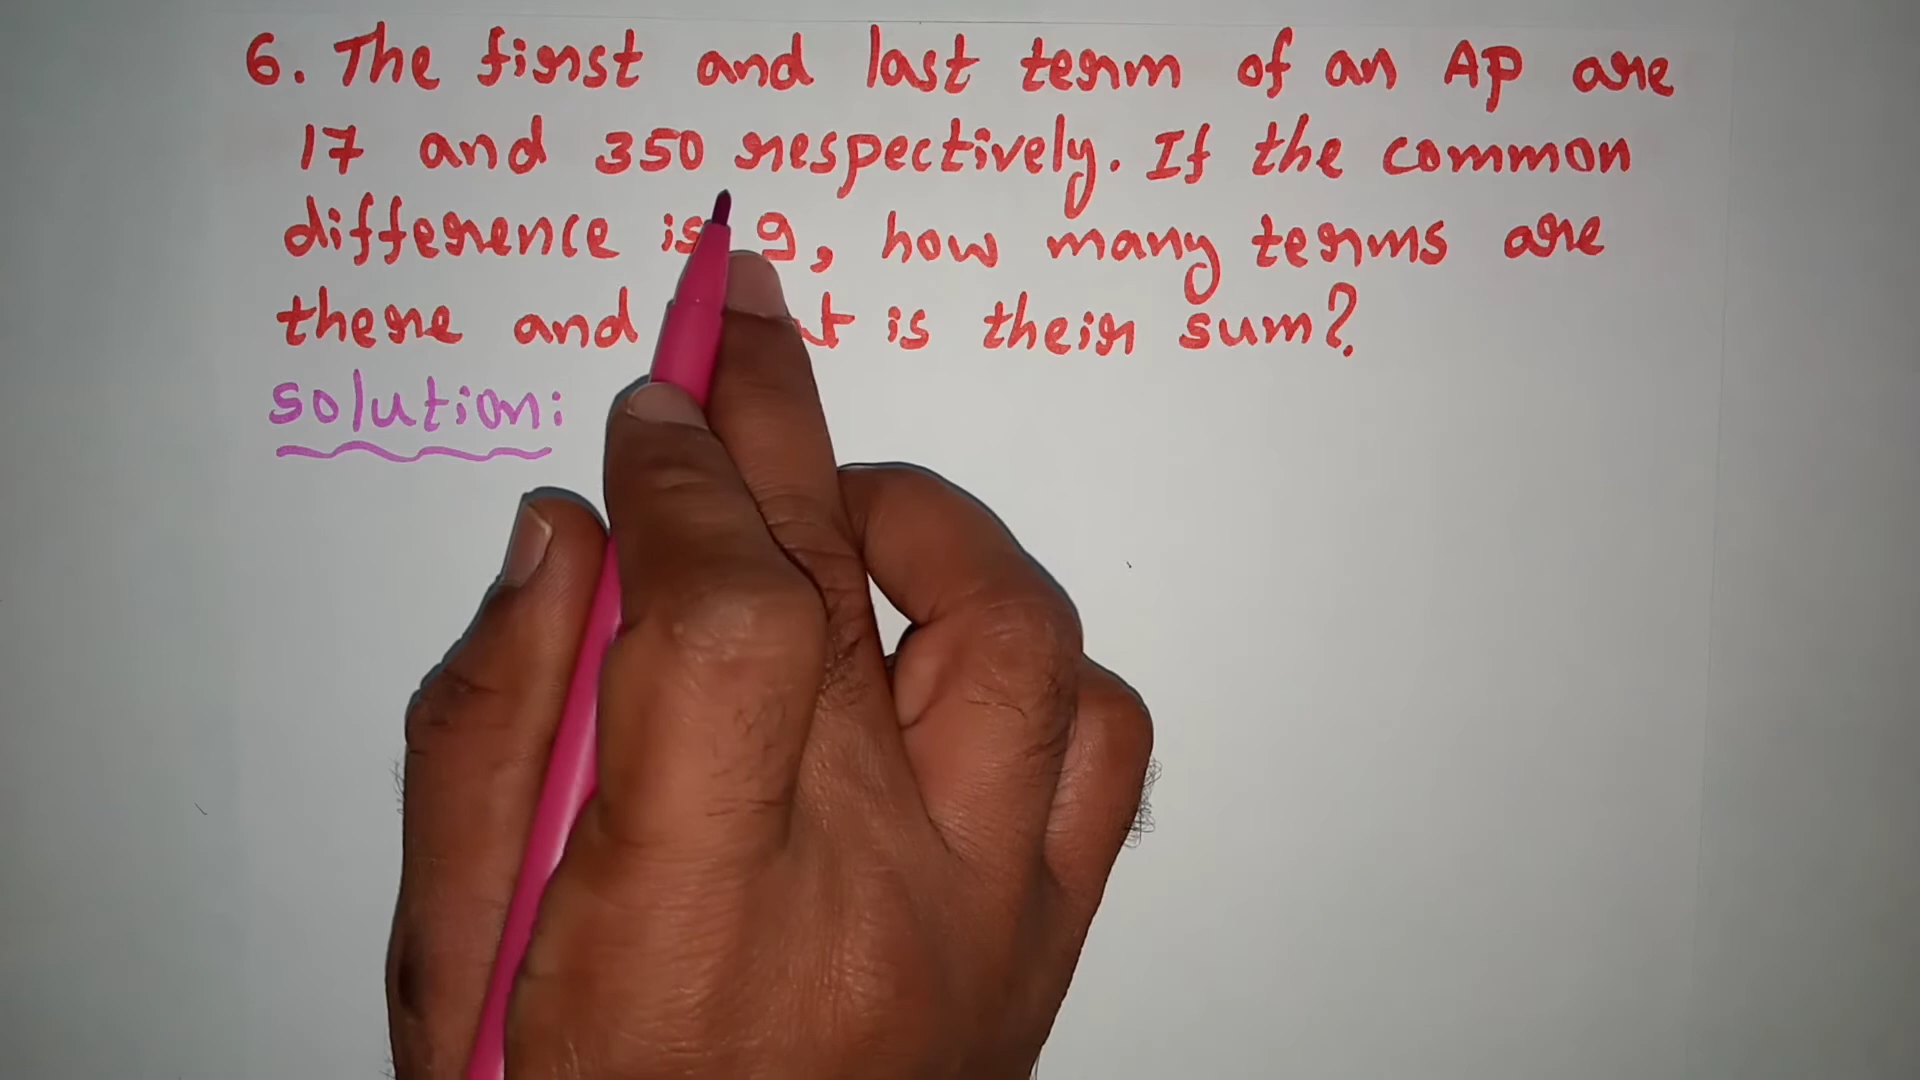 6. The first and last term of an AP are
17 and 350 respectively. If the common
difference is 9, how many terms are
there and is their sum?
solution: